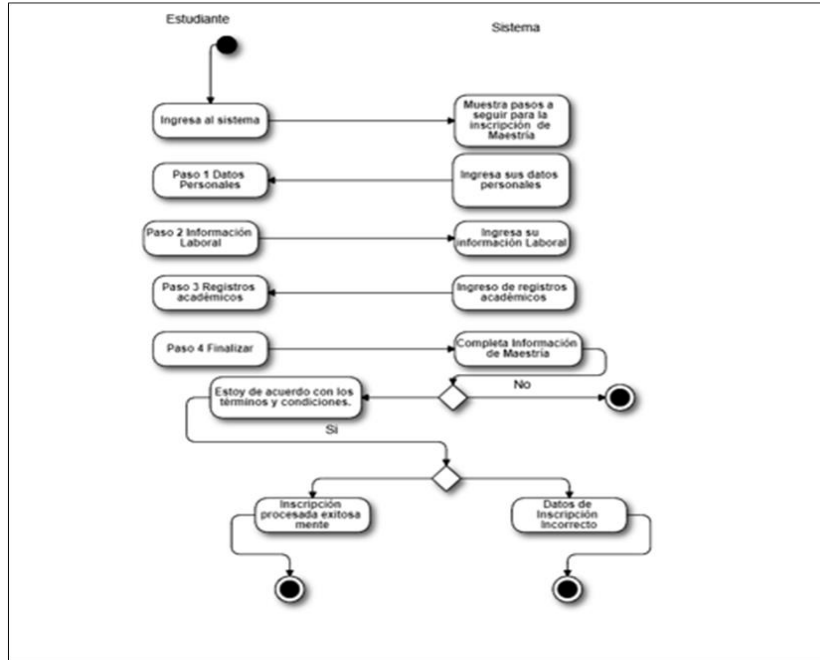 Estudiante
Sistema
Ingresa al sistema
Muestra pasos a
seguir para la
inscripción de
Maestría
Paso 1 Datos
Personales
Ingresa sus datos
personales
Paso 2 Información
Laboral
Ingresa su
información Laboral
Paso 3 Registros
académicos
Ingreso de registros
académicos
Paso 4 Finalizar
Completa Información
de Maestría
No
Estoy de acuerdo con los
términos y condiciones.
Si
Inscripción
procesada exitosa
mente
Datos de
Inscripción
Incorrecto